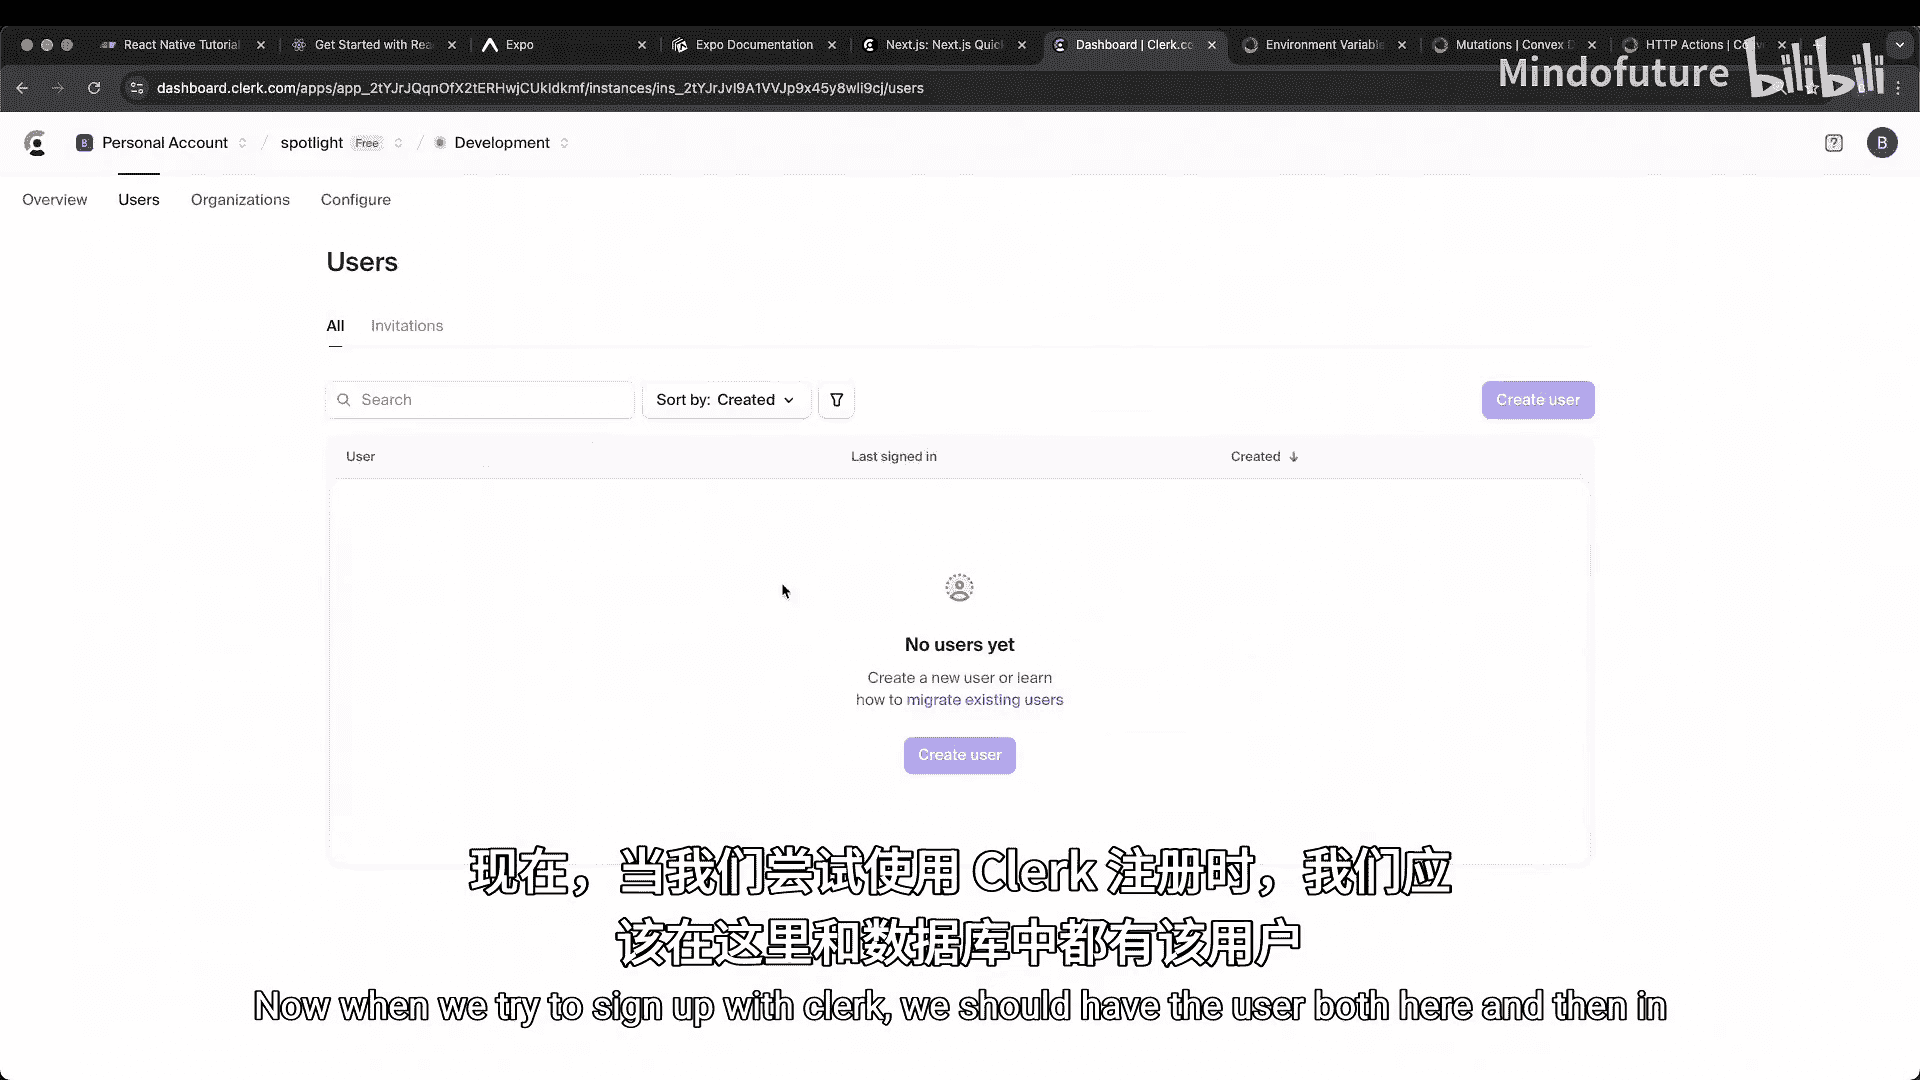 React Native Tutorial
Get Started with Rea
Expo
Expo Documentation
Next.js: Next.js Quic
Dashboard | Clerk.co
Environment Variable
Mutations | Convex D
HTTP Actions | Co
Mindofuture bilibili
dashboard.clerk.com/apps/app_2tYJrJQqnOfX2tERHwjCUkIdkmf/instances/ins_2tYJrJvI9A1VVJp9x45y8wIi9cj/users
B Personal Account / spotlight Free / Development
? B
Overview Users Organizations Configure
Users
All Invitations
Search Sort by: Created Create user
User Last signed in Created ↓
No users yet
Create a new user or learn
how to migrate existing users
Create user
现在，当我们尝试使用 Clerk 注册时，我们应
该在这里和数据库中都有该用户
Now when we try to sign up with clerk, we should have the user both here and then in